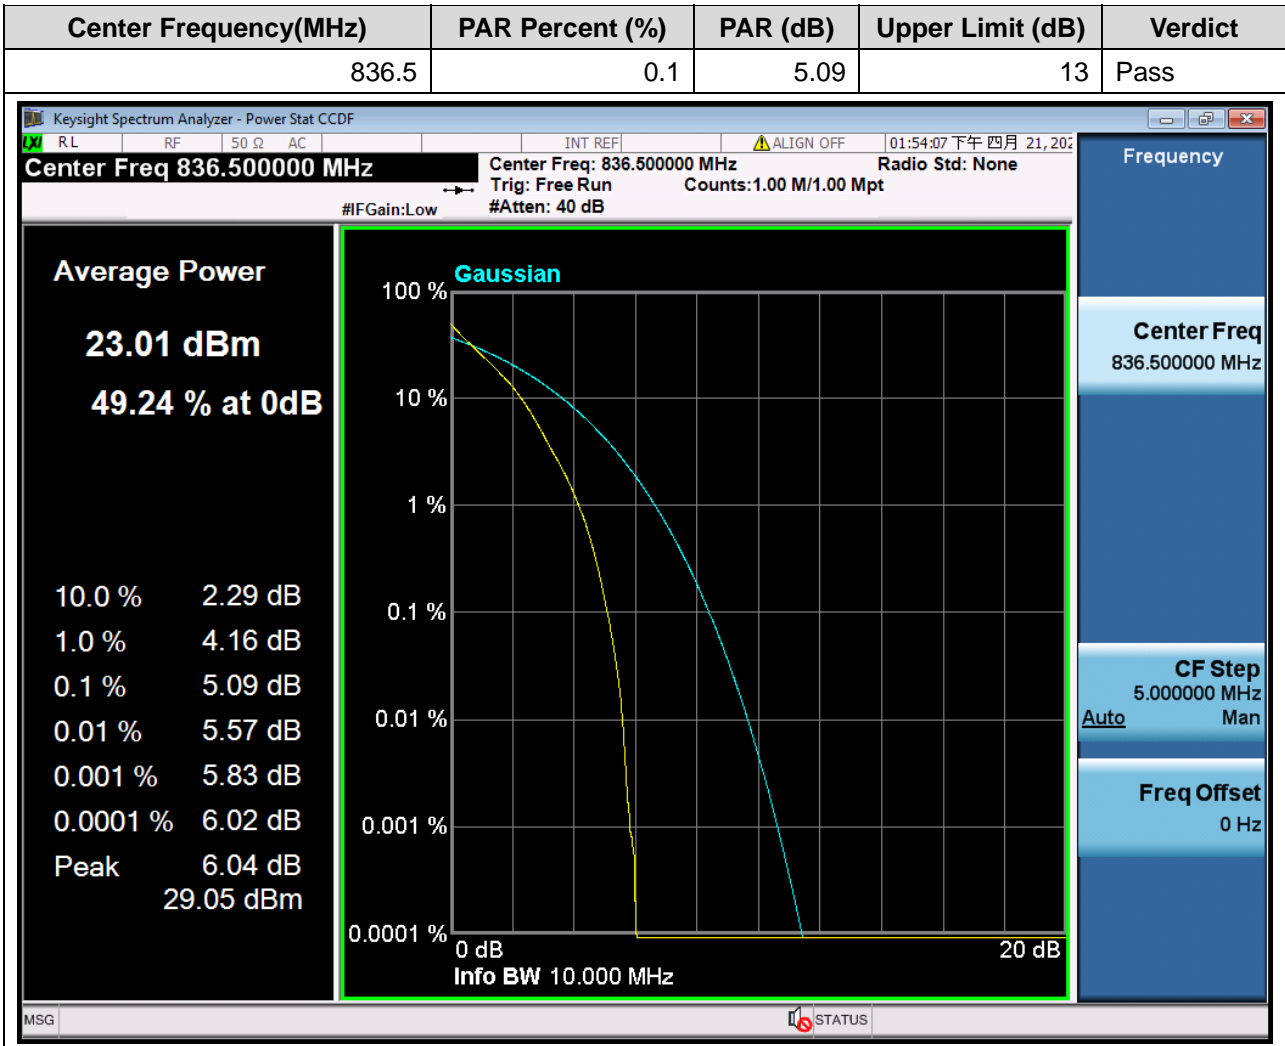 Center Frequency(MHz) PAR Percent (%) PAR (dB) Upper Limit (dB) Verdict
836.5 0.1 5.09 13 Pass
Keysight Spectrum Analyzer - Power Stat CCDF
LXI RL RF 50 Ω AC INT REF ALIGN OFF 01:54:07 下午 四月 21, 202
Center Freq 836.500000 MHz
#IFGain:Low
Center Freq: 836.500000 MHz Radio Std: None
Trig: Free Run Counts:1.00 M/1.00 Mpt
#Atten: 40 dB
Average Power
23.01 dBm
49.24 % at 0dB
10.0 % 2.29 dB
1.0 % 4.16 dB
0.1 % 5.09 dB
0.01 % 5.57 dB
0.001 % 5.83 dB
0.0001 % 6.02 dB
Peak 6.04 dB
29.05 dBm
Gaussian
100 %
10 %
1 %
0.1 %
0.01 %
0.001 %
0.0001 %
0 dB 20 dB
Info BW 10.000 MHz
Frequency
Center Freq
836.500000 MHz
CF Step
5.000000 MHz
Auto Man
Freq Offset
0 Hz
MSG STATUS